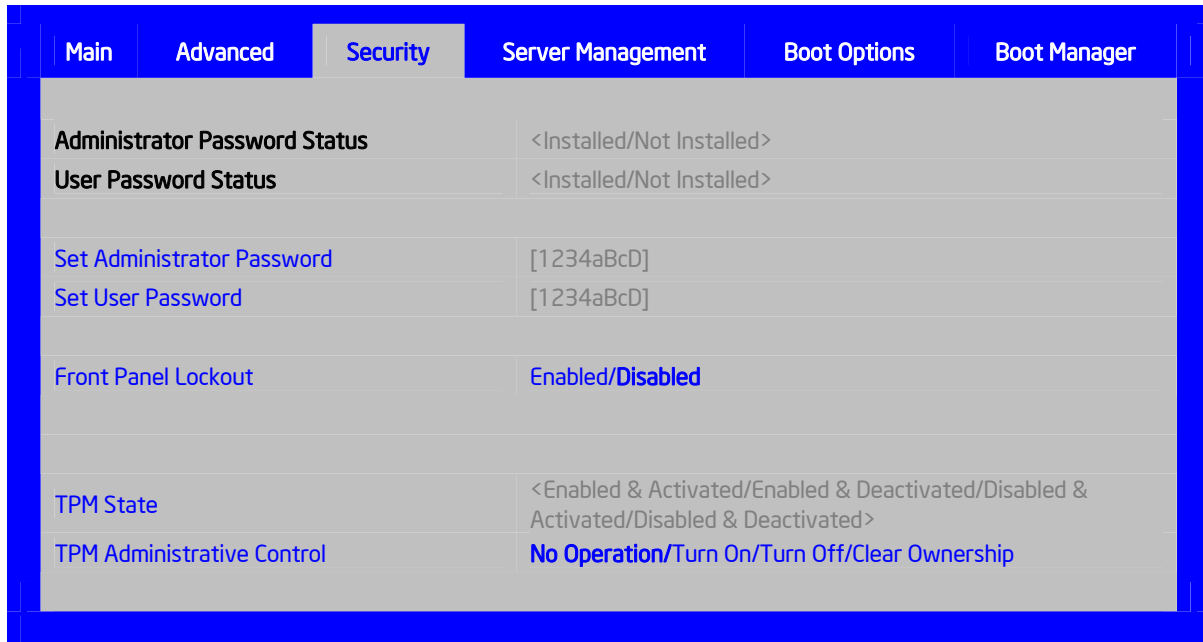 Main Advanced Security Server Management Boot Options Boot Manager
Administrator Password Status <Installed/Not Installed>
User Password Status <Installed/Not Installed>
Set Administrator Password [1234aBcD]
Set User Password [1234aBcD]
Front Panel Lockout Enabled/Disabled
TPM State <Enabled & Activated/Enabled & Deactivated/Disabled &
Activated/Disabled & Deactivated>
TPM Administrative Control No Operation/Turn On/Turn Off/Clear Ownership